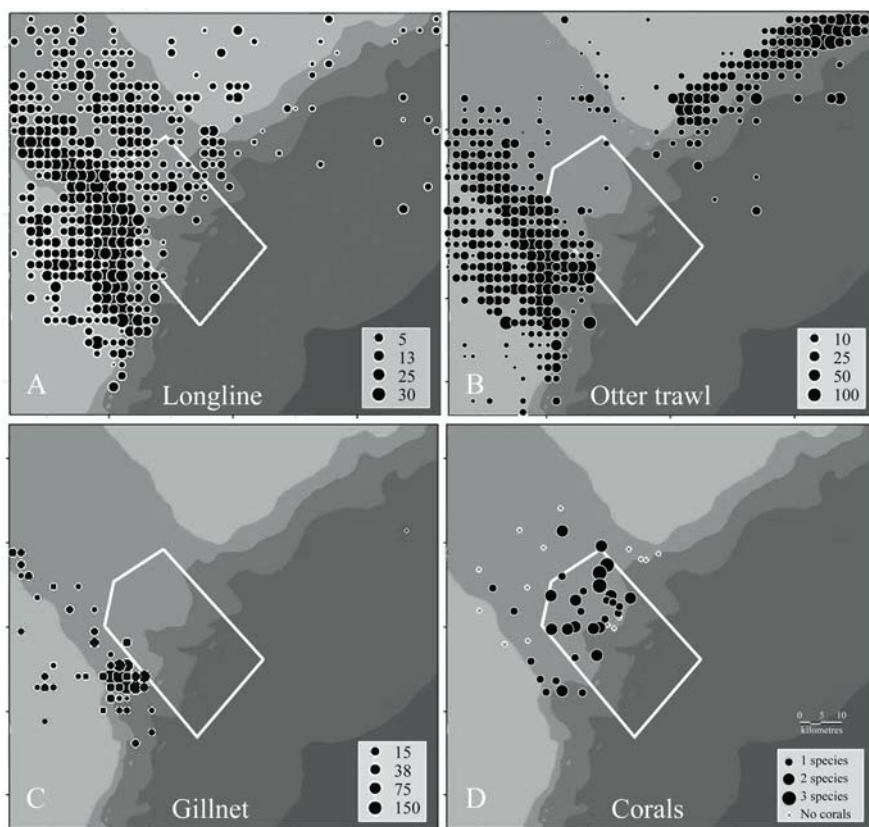 5
13
25
30
A
Longline
10
25
50
100
B
Otter trawl
15
38
75
150
C
Gillnet
0 5 10
kilometres
1 species
2 species
3 species
No corals
D
Corals